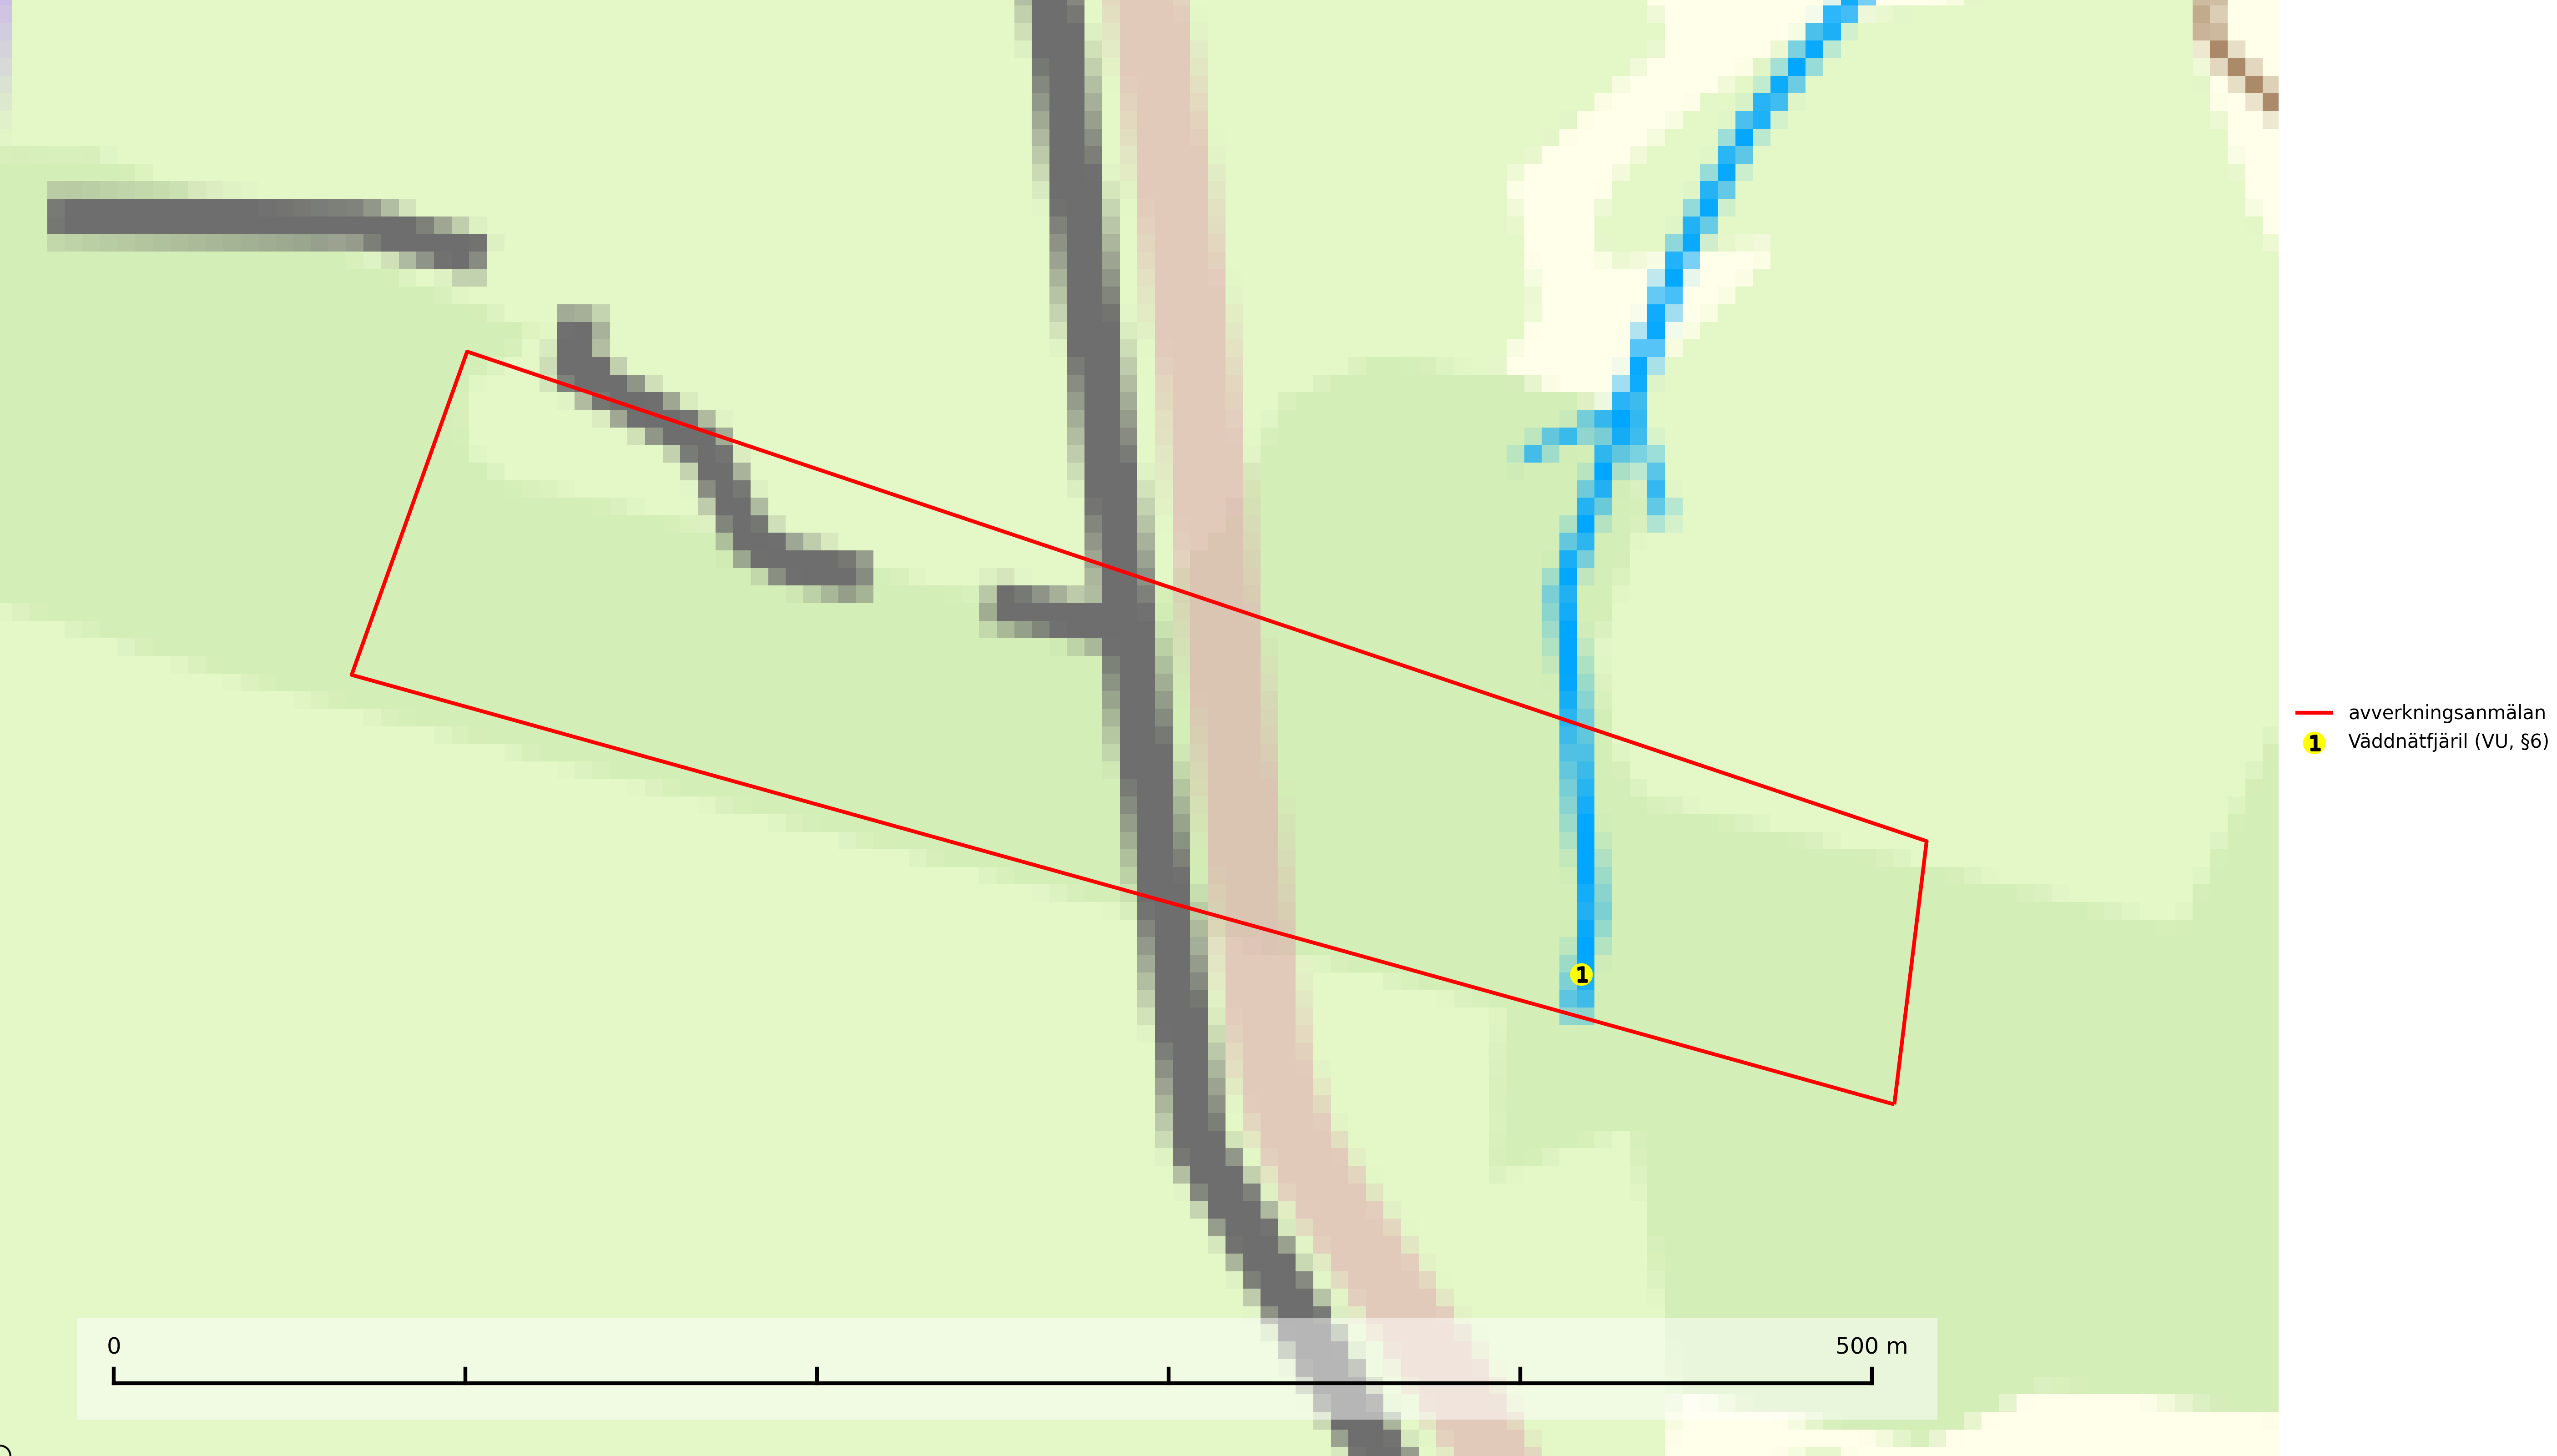 avverkningsanmälan
1 Väddnätfjäril (VU, §6)
1
0 500 m